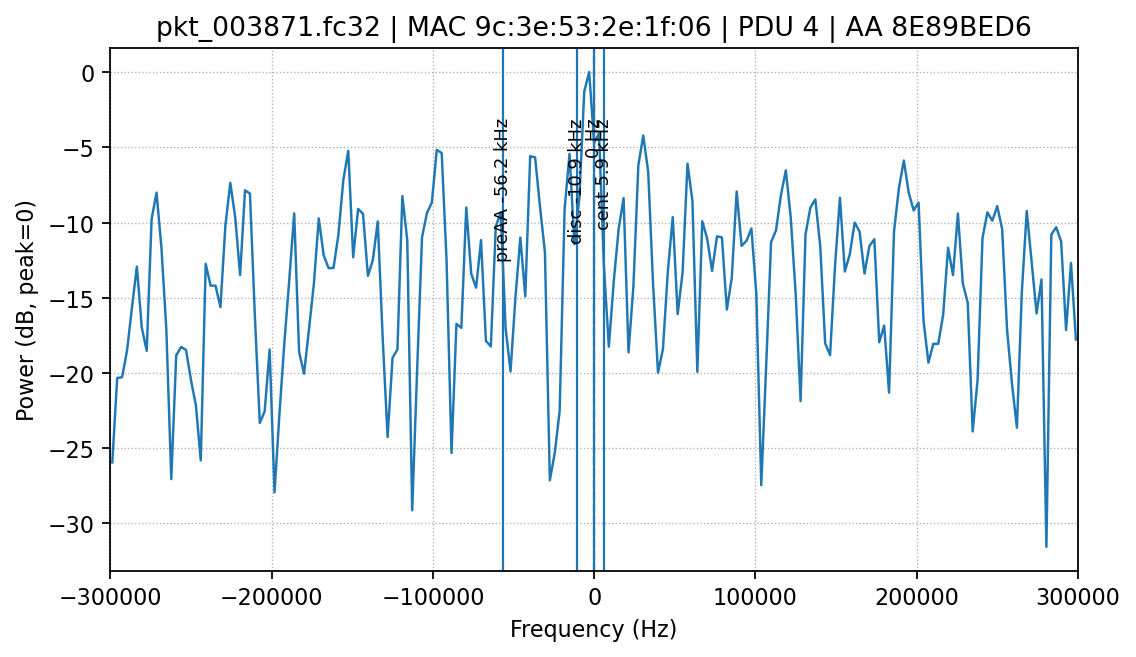 pkt_003871.fc32 | MAC 9c:3e:53:2e:1f:06 | PDU 4 | AA 8E89BED6
Power (dB, peak=0)
0
−5
−10
−15
−20
−25
−30
preAA -56.2 kHz
disc -10.9 kHz
0 Hz
cent 5.9 kHz
−300000
−200000
−100000
0
100000
200000
300000
Frequency (Hz)